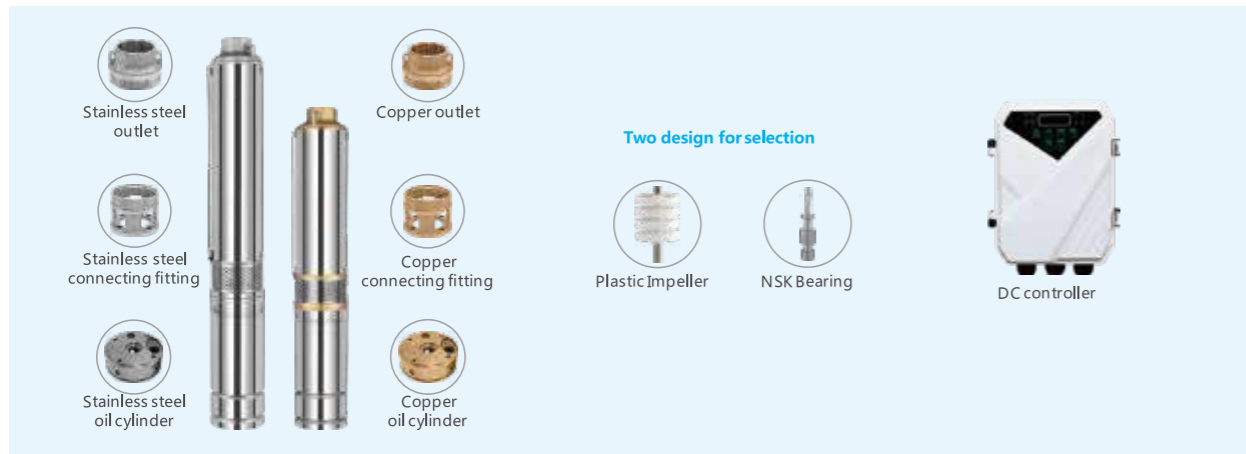 Stainless steel
outlet
Copper outlet
Two design for selection
Stainless steel
connecting fitting
Copper
connecting fitting
Plastic Impeller
NSK Bearing
DC controller
Stainless steel
oil cylinder
Copper
oil cylinder